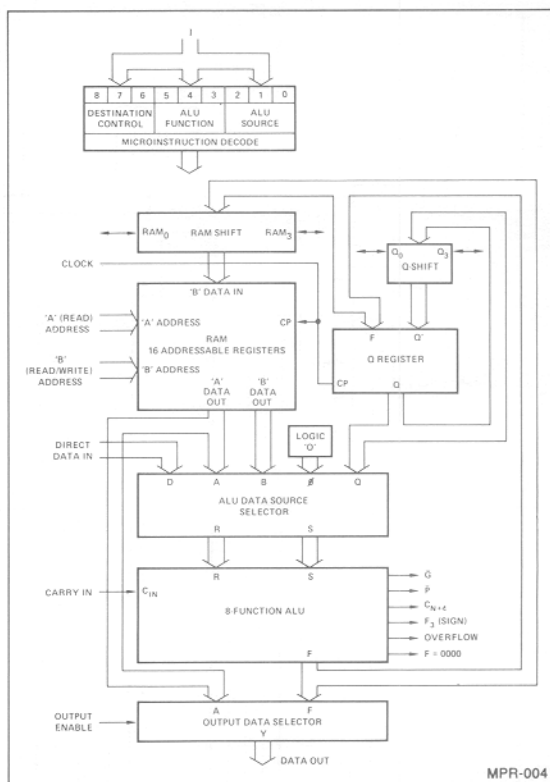 I
8 7 6 5 4 3 2 1 0
DESTINATION CONTROL
ALU FUNCTION
ALU SOURCE
MICROINSTRUCTION DECODE
RAM0 RAM SHIFT RAM3
Q0 Q3
Q SHIFT
CLOCK
'B' DATA IN
'A' (READ) ADDRESS
'A' ADDRESS
CP
RAM
16 ADDRESSABLE REGISTERS
'B' (READ/WRITE) ADDRESS
'B' ADDRESS
'A' DATA OUT
'B' DATA OUT
F Q'
Q REGISTER
CP Q
LOGIC '0'
DIRECT DATA IN
D A B Ø Q
ALU DATA SOURCE SELECTOR
R S
R S
CARRY IN
CIN
8-FUNCTION ALU
F
Ḡ
P̄
CN+4
F3 (SIGN)
OVERFLOW
F = 0000
A F
OUTPUT ENABLE
OUTPUT DATA SELECTOR
Y
DATA OUT
MPR-004